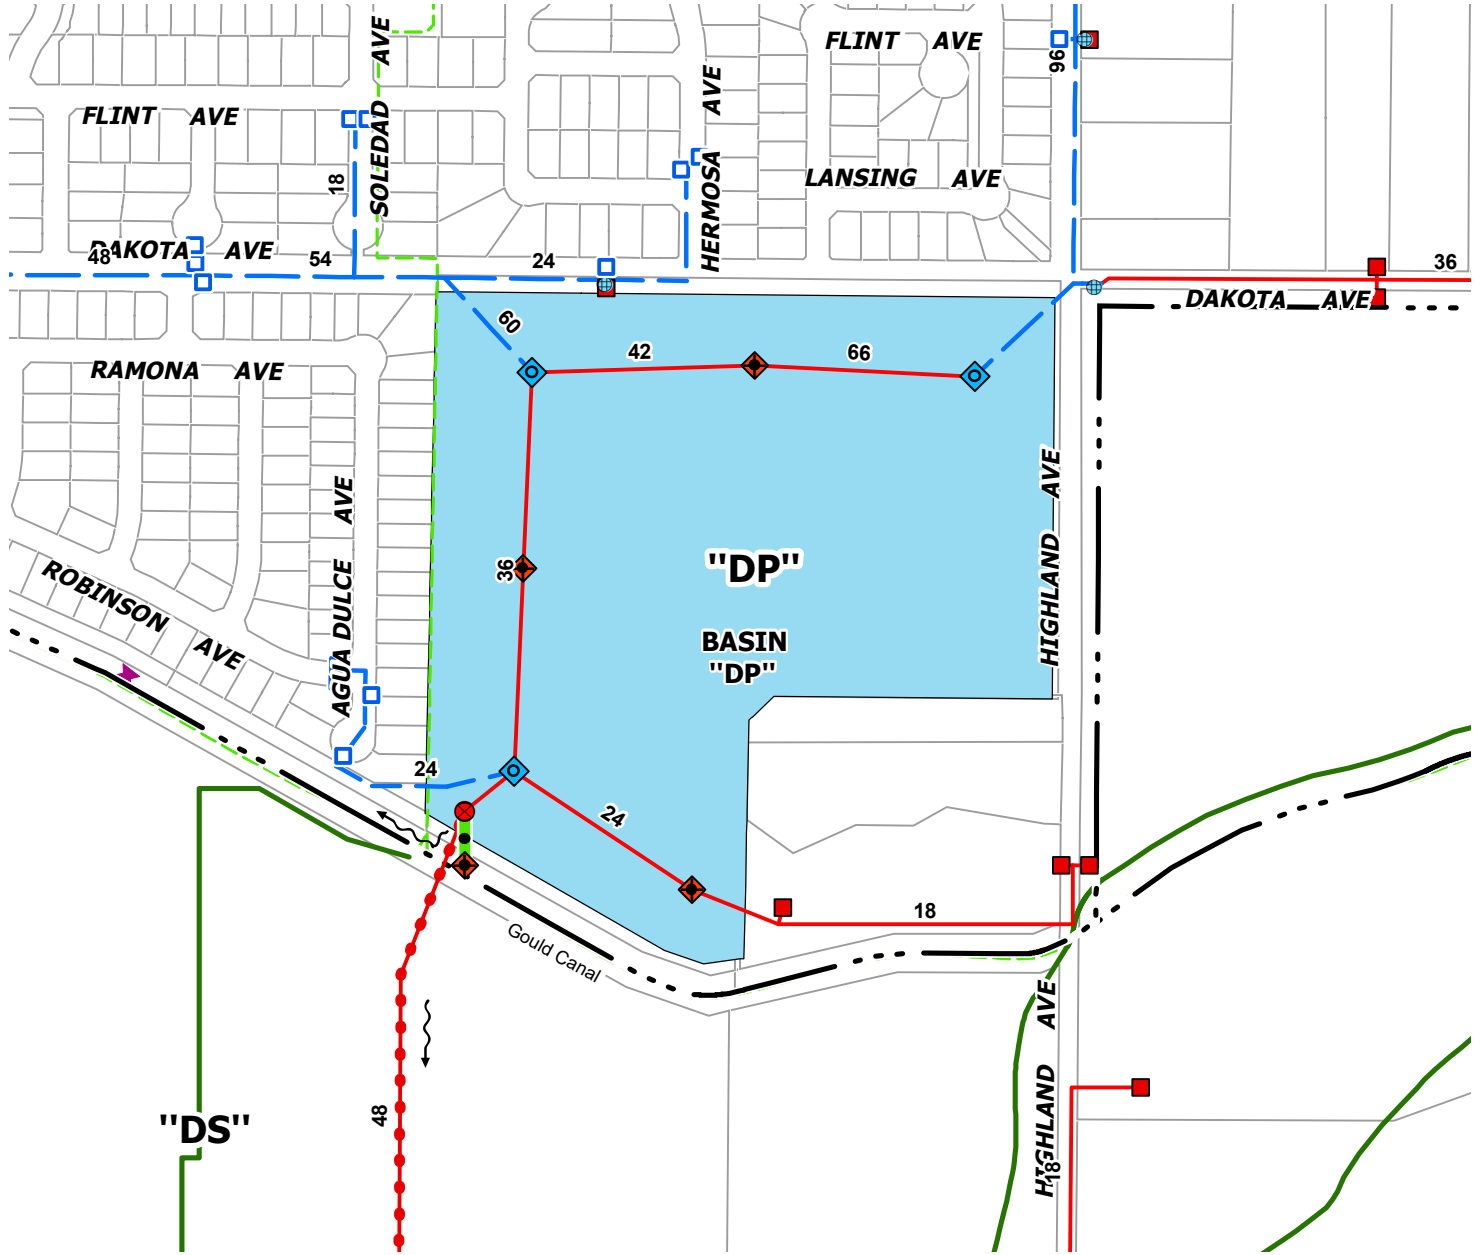 FLINT AVE
96
AVE
SOLEDAD
FLINT AVE
AVE
HERMOSA
18
LANSING AVE
DAKOTA AVE
48
54
24
36
DAKOTA AVE
60
42
66
RAMONA AVE
AVE
HIGHLAND
AVE
AGUA DULCE
36
"DP"
BASIN
"DP"
ROBINSON
AVE
24
24
18
Gould Canal
AVE
HIGHLAND
18
48
"DS"